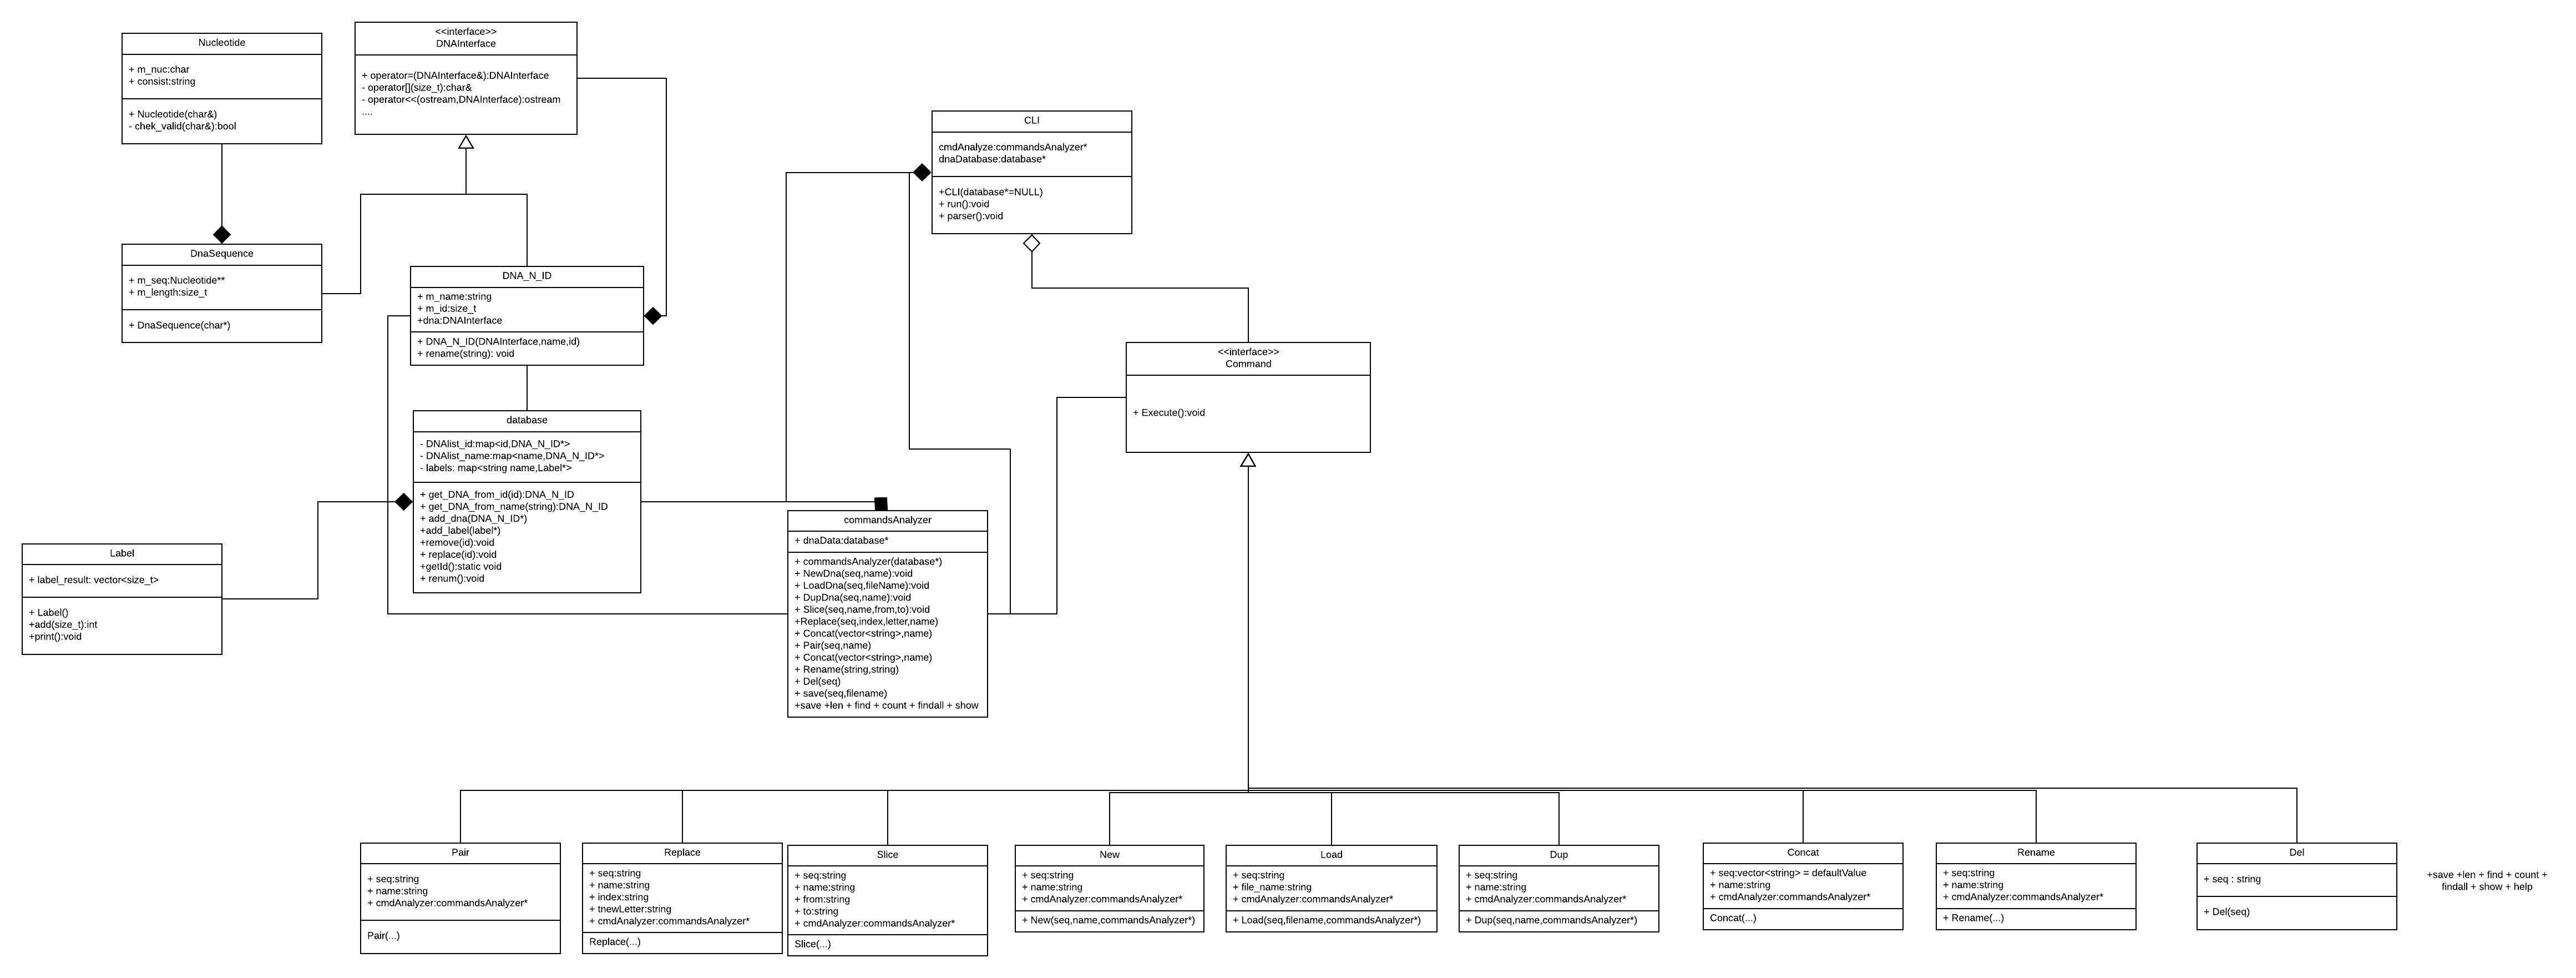 Nucleotide
+ m_nuc:char
+ consist:string
+ Nucleotide(char&)
- chek_valid(char&):bool
<<interface>>
DNAInterface
+ operator=(DNAInterface&):DNAInterface
- operator[](size_t):char&
- operator<<(ostream,DNAInterface):ostream
....
CLI
cmdAnalyze:commandsAnalyzer*
dnaDatabase:database*
+CLI(database*=NULL)
+ run():void
+ parser():void
DnaSequence
+ m_seq:Nucleotide**
+ m_length:size_t
+ DnaSequence(char*)
DNA_N_ID
+ m_name:string
+ m_id:size_t
+dna:DNAInterface
+ DNA_N_ID(DNAInterface,name,id)
+ rename(string): void
<<interface>>
Command
+ Execute():void
database
- DNAlist_id:map<id,DNA_N_ID*>
- DNAlist_name:map<name,DNA_N_ID*>
- labels: map<string name,Label*>
+ get_DNA_from_id(id):DNA_N_ID
+ get_DNA_from_name(string):DNA_N_ID
+ add_dna(DNA_N_ID*)
+add_label(label*)
+remove(id):void
+ replace(id):void
+getId():static void
+ renum():void
Label
+ label_result: vector<size_t>
+ Label()
+add(size_t):int
+print():void
commandsAnalyzer
+ dnaData:database*
+ commandsAnalyzer(database*)
+ NewDna(seq,name):void
+ LoadDna(seq,fileName):void
+ DupDna(seq,name):void
+ Slice(seq,name,from,to):void
+Replace(seq,index,letter,name)
+ Concat(vector<string>,name)
+ Pair(seq,name)
+ Concat(vector<string>,name)
+ Rename(string,string)
+ Del(seq)
+ save(seq,filename)
+save +len + find + count + findall + show
Pair
+ seq:string
+ name:string
+ cmdAnalyzer:commandsAnalyzer*
Pair(...)
Replace
+ seq:string
+ name:string
+ index:string
+ tnewLetter:string
+ cmdAnalyzer:commandsAnalyzer*
Replace(...)
Slice
+ seq:string
+ name:string
+ from:string
+ to:string
+ cmdAnalyzer:commandsAnalyzer*
Slice(...)
New
+ seq:string
+ name:string
+ cmdAnalyzer:commandsAnalyzer*
+ New(seq,name,commandsAnalyzer*)
Load
+ seq:string
+ file_name:string
+ cmdAnalyzer:commandsAnalyzer*
+ Load(seq,filename,commandsAnalyzer*)
Dup
+ seq:string
+ name:string
+ cmdAnalyzer:commandsAnalyzer*
+ Dup(seq,name,commandsAnalyzer*)
Concat
+ seq:vector<string> = defaultValue
+ name:string
+ cmdAnalyzer:commandsAnalyzer*
Concat(...)
Rename
+ seq:string
+ name:string
+ cmdAnalyzer:commandsAnalyzer*
+ Rename(...)
Del
+ seq : string
+ Del(seq)
+save +len + find + count +
findall + show + help